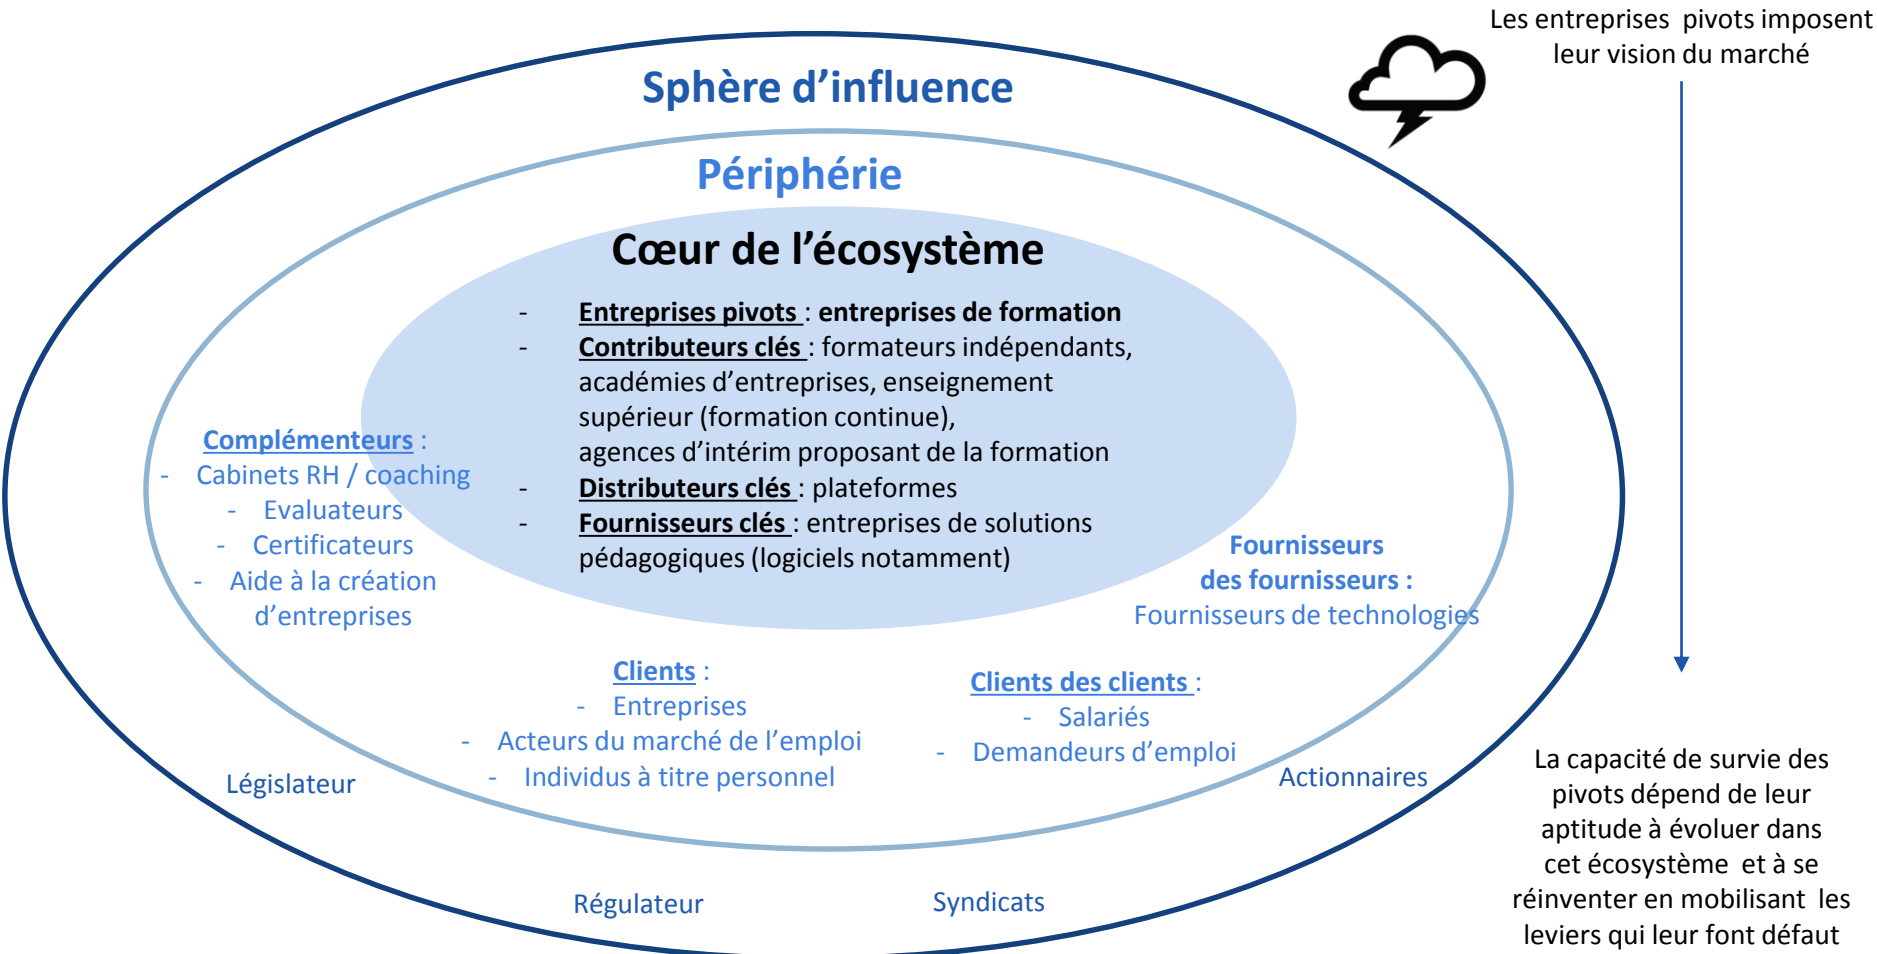 Les entreprises  pivots imposent
leur vision du marché
Sphère d’influence
Périphérie
Cœur de l’écosystème
- Entreprises pivots : entreprises de formation
- Contributeurs clés : formateurs indépendants,
académies d’entreprises, enseignement
supérieur (formation continue),
agences d’intérim proposant de la formation
- Distributeurs clés : plateformes
- Fournisseurs clés : entreprises de solutions
pédagogiques (logiciels notamment)
Complémenteurs :
- Cabinets RH / coaching
- Evaluateurs
- Certificateurs
- Aide à la création
d’entreprises
Fournisseurs
des fournisseurs :
Fournisseurs de technologies
Clients :
- Entreprises
- Acteurs du marché de l’emploi
- Individus à titre personnel
Clients des clients :
- Salariés
- Demandeurs d’emploi
Législateur
Actionnaires
Régulateur
Syndicats
La capacité de survie des
pivots dépend de leur
aptitude à évoluer dans
cet écosystème  et à se
réinventer en mobilisant  les
leviers qui leur font défaut